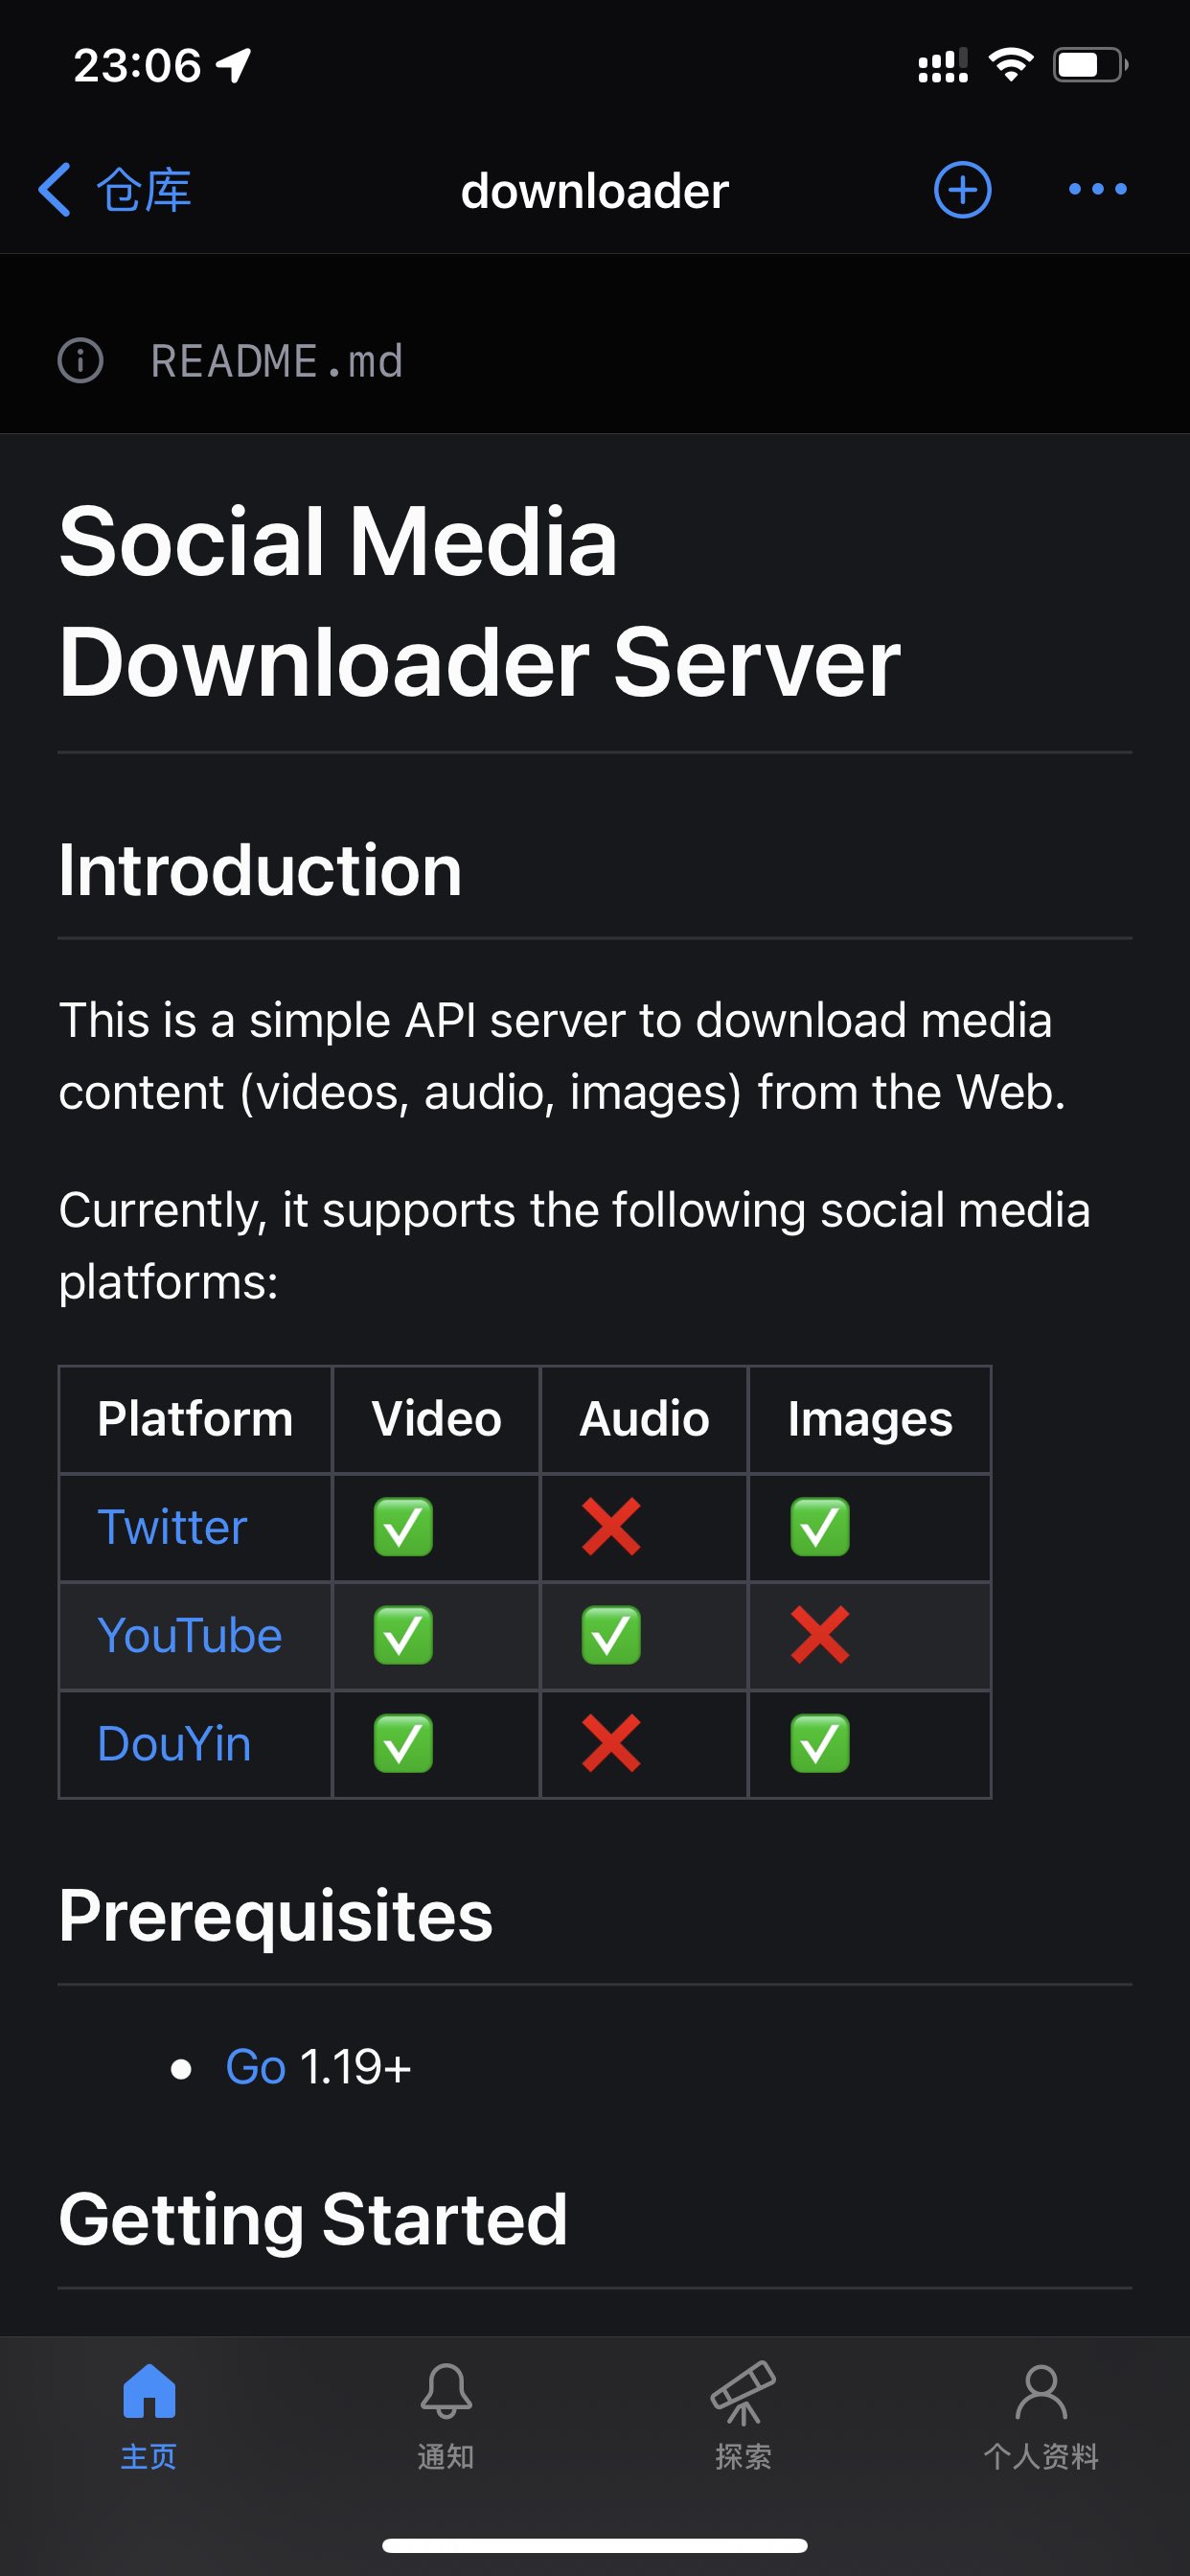 23:06
仓库
downloader
README.md
Social Media
Downloader Server
Introduction
This is a simple API server to download media
content (videos, audio, images) from the Web.
Currently, it supports the following social media
platforms:
Platform Video Audio Images
Twitter ✅ ❌ ✅
YouTube ✅ ✅ ❌
DouYin ✅ ❌ ✅
Prerequisites
• Go 1.19+
Getting Started
主页 通知 探索 个人资料